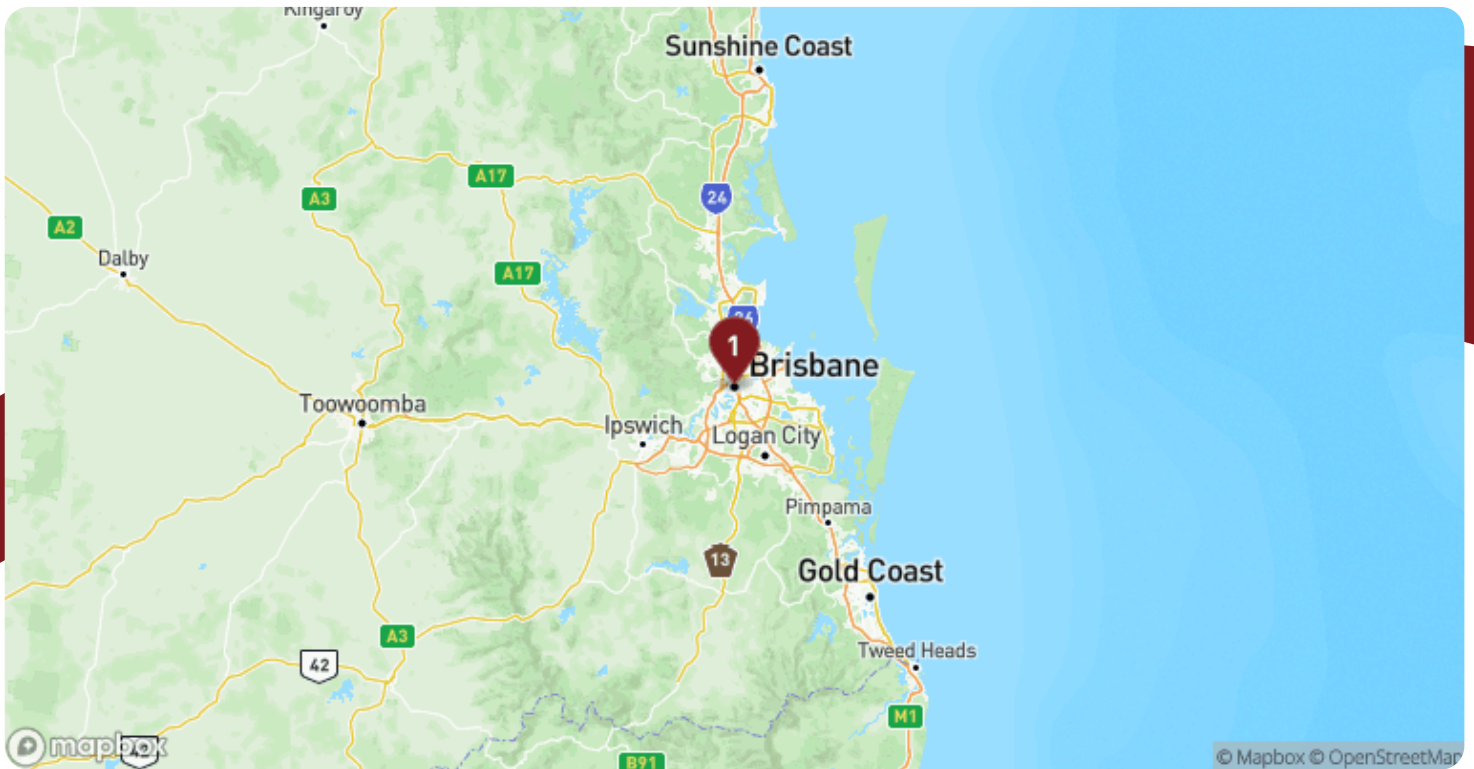 Kingaroy
Sunshine Coast
A17
24
A3
A2
Dalby
A17
1
Brisbane
Toowoomba
Ipswich
Logan City
Pimpama
13
Gold Coast
A3
Tweed Heads
42
M1
mapbox
42
B91
© Mapbox © OpenStreetMap